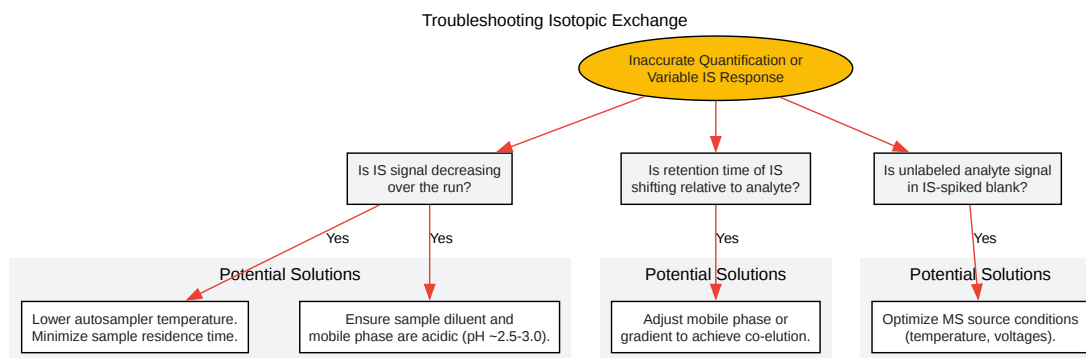 Troubleshooting Isotopic Exchange
Inaccurate Quantification or
Variable IS Response
Is IS signal decreasing
over the run?
Is retention time of IS
shifting relative to analyte?
Is unlabeled analyte signal
in IS-spiked blank?
Yes
Yes
Yes
Yes
Potential Solutions
Lower autosampler temperature.
Minimize sample residence time.
Ensure sample diluent and
mobile phase are acidic (pH ~2.5-3.0).
Potential Solutions
Adjust mobile phase or
gradient to achieve co-elution.
Potential Solutions
Optimize MS source conditions
(temperature, voltages).